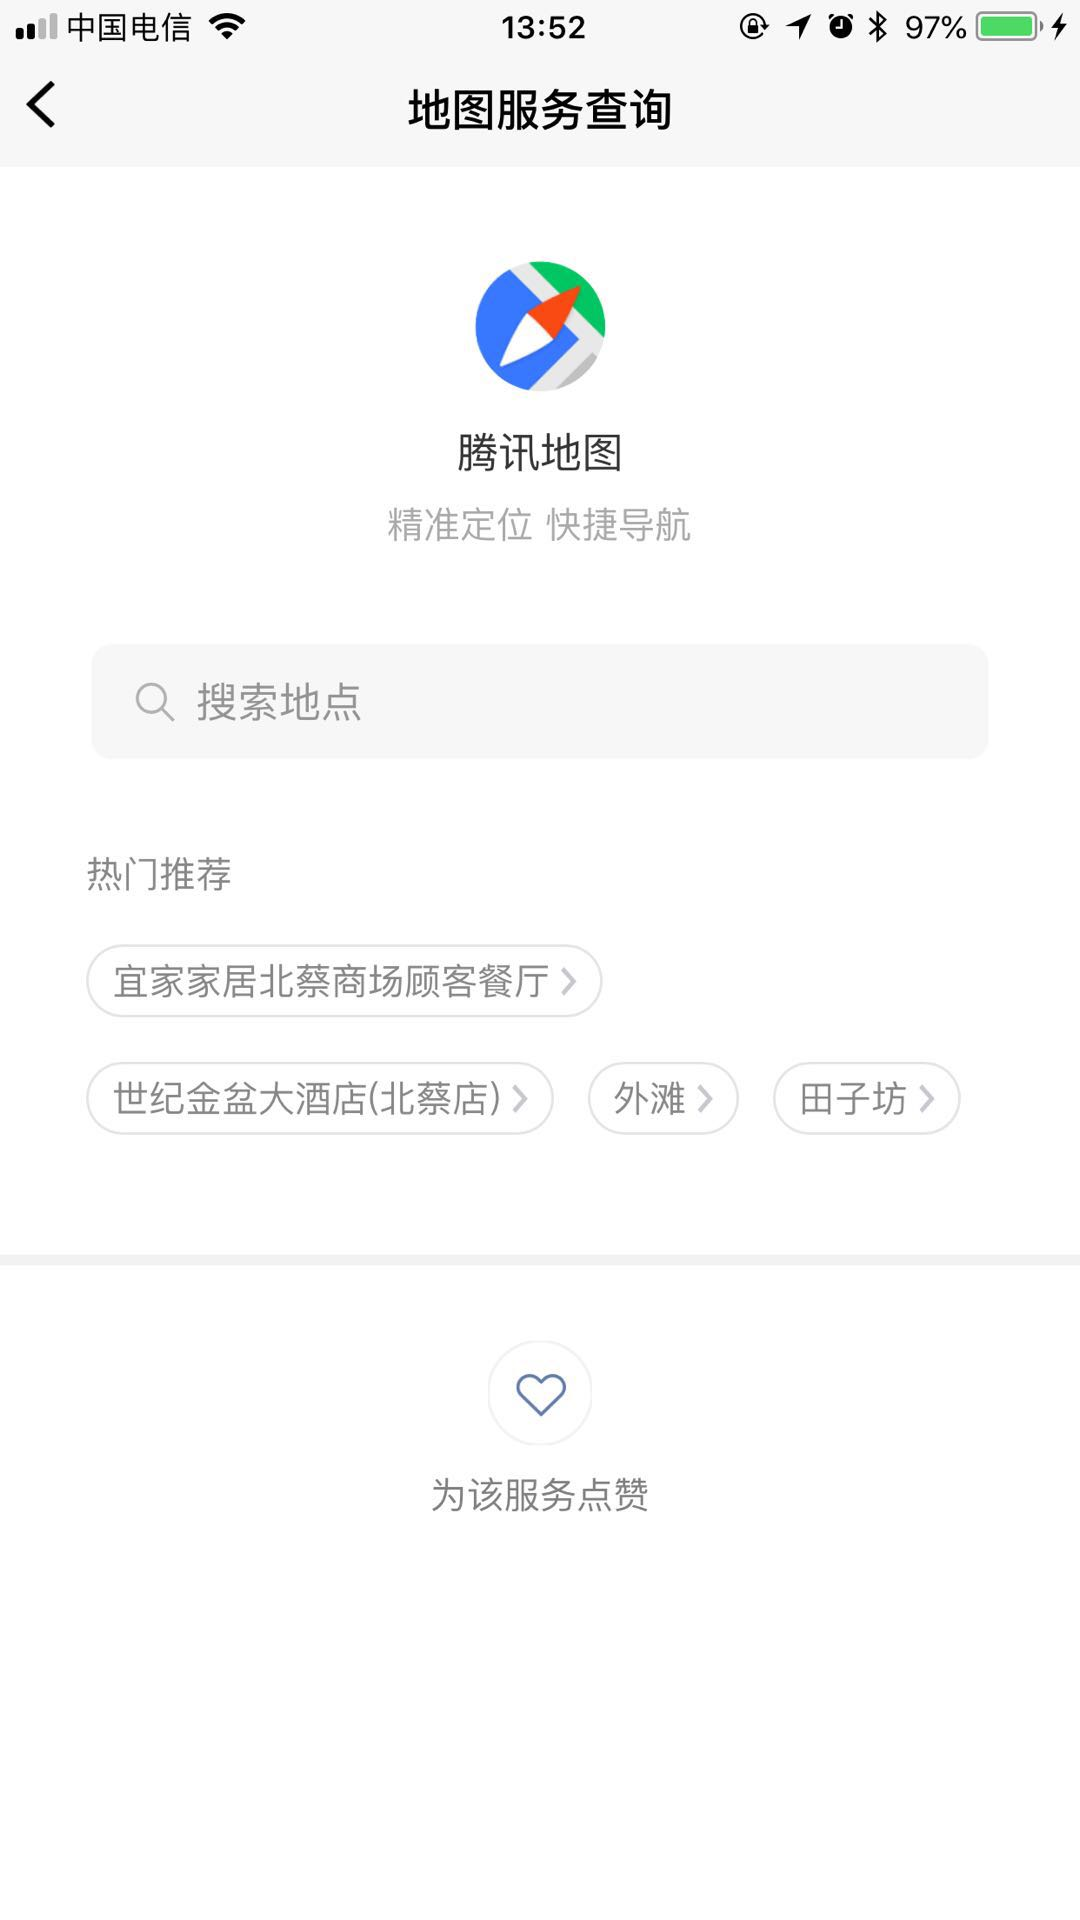 中国电信 13:52 97%
地图服务查询
腾讯地图
精准定位 快捷导航
搜索地点
热门推荐
宜家家居北蔡商场顾客餐厅
世纪金盆大酒店(北蔡店) 外滩 田子坊
为该服务点赞